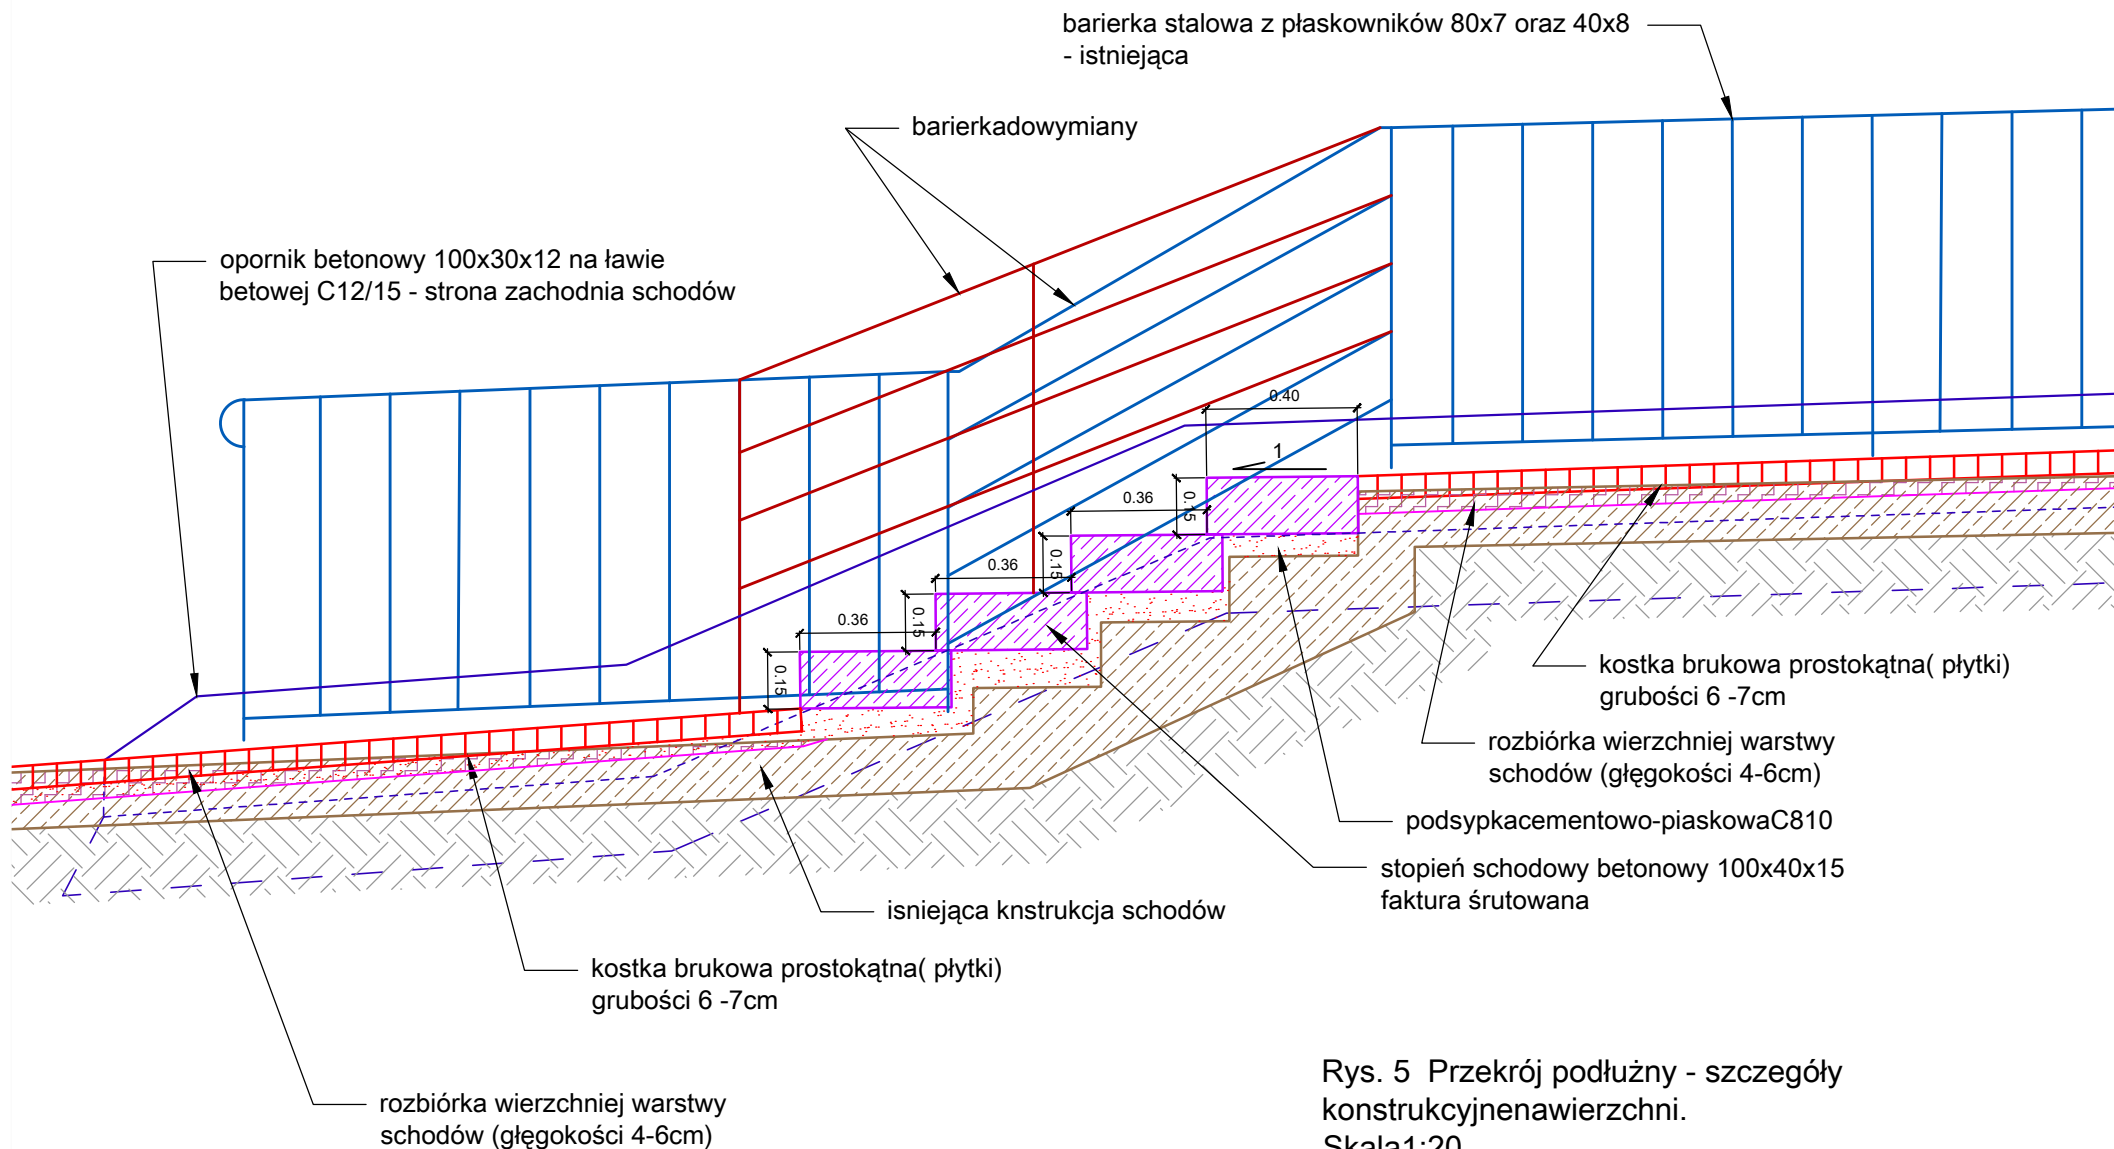 barierka stalowa z płaskowników 80x7 oraz 40x8
- istniejąca
barierkadowymiany
opornik betonowy 100x30x12 na ławie
betowej C12/15 - strona zachodnia schodów
0.40
1
0.36
0.15
0.36
0.15
0.36
0.15
0.15
kostka brukowa prostokątna( płytki)
grubości 6 -7cm
rozbiórka wierzchniej warstwy
schodów (głęgokości 4-6cm)
podsypkacementowo-piaskowaC810
stopień schodowy betonowy 100x40x15
faktura śrutowana
isniejąca knstrukcja schodów
kostka brukowa prostokątna( płytki)
grubości 6 -7cm
rozbiórka wierzchniej warstwy
schodów (głęgokości 4-6cm)
Rys. 5 Przekrój podłużny - szczegóły
konstrukcyjnenawierzchni.
Skala1:20